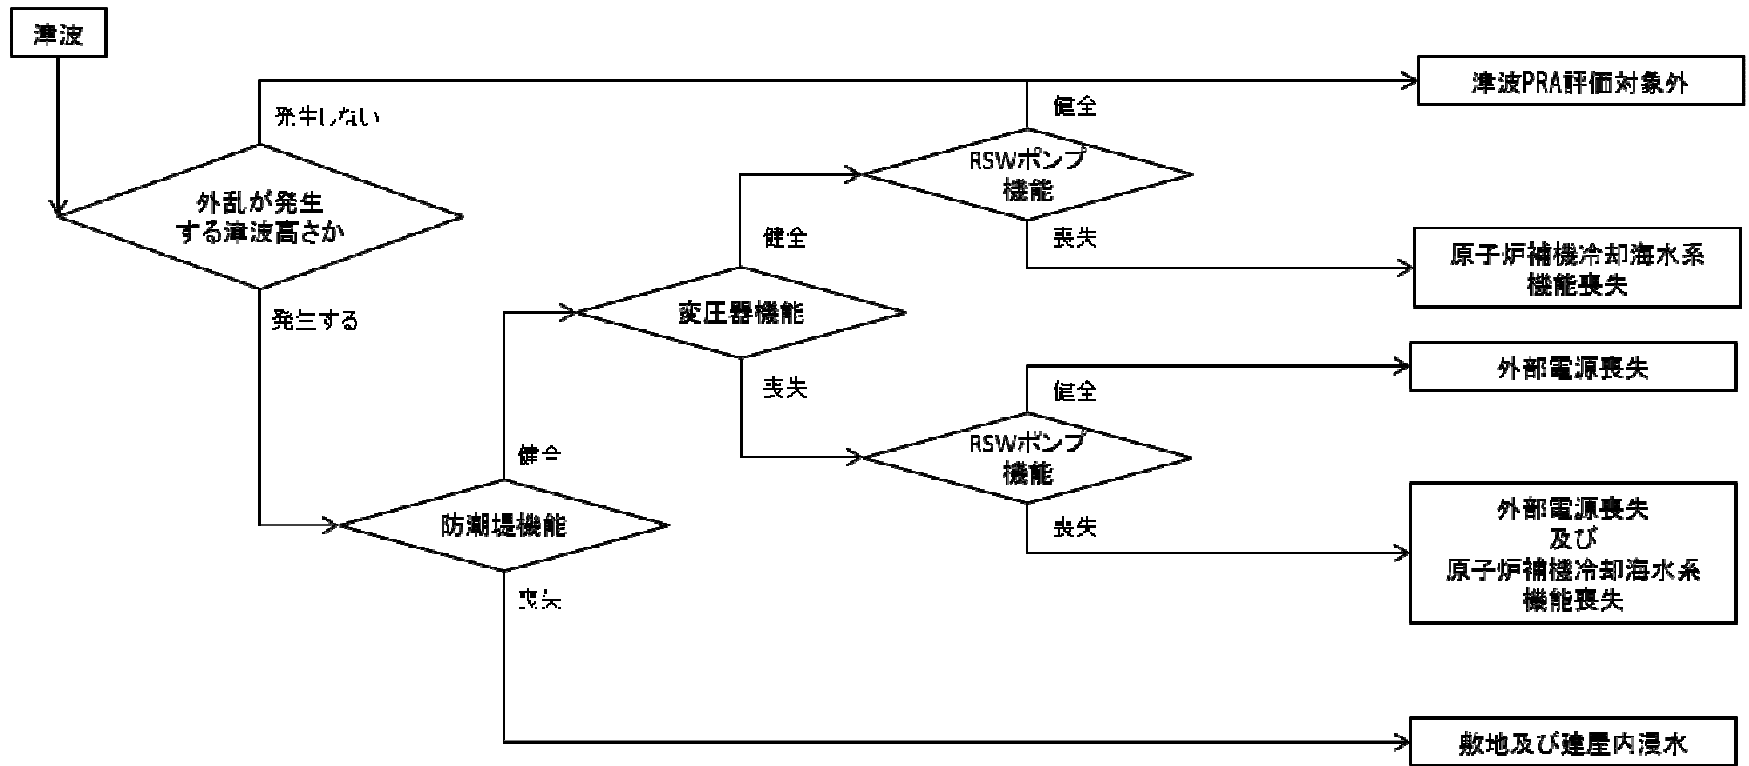 津波
津波PRA評価対象外
発生しない
健全
RSWポンプ
機能
外乱が発生
する津波高さか
健全
喪失
原子炉補機冷却海水系
機能喪失
発生する
変圧器機能
外部電源喪失
喪失
健全
RSWポンプ
機能
健全
防潮堤機能
喪失
外部電源喪失
及び
原子炉補機冷却海水系
機能喪失
喪失
敷地及び建屋内浸水